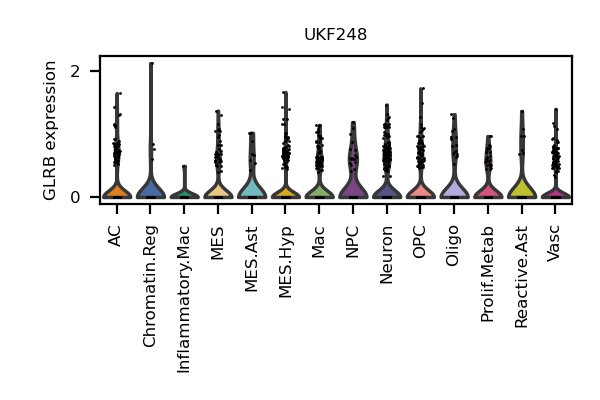 UKF248
GLRB expression
2
0
AC
Chromatin.Reg
Inflammatory.Mac
MES
MES.Ast
MES.Hyp
Mac
NPC
Neuron
OPC
Oligo
Prolif.Metab
Reactive.Ast
Vasc